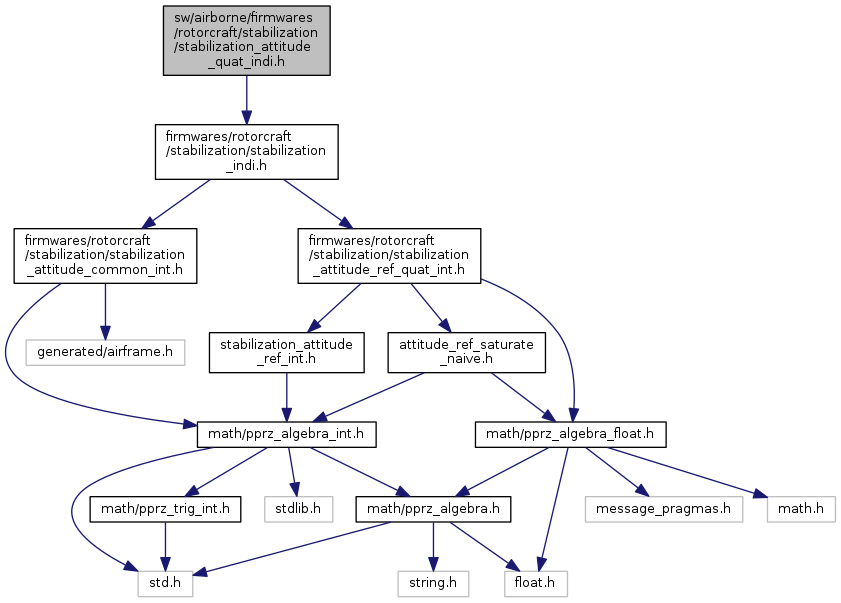 sw/airborne/firmwares
/rotorcraft/stabilization
/stabilization_attitude
_quat_indi.h
firmwares/rotorcraft
/stabilization/stabilization
_indi.h
firmwares/rotorcraft
/stabilization/stabilization
_attitude_common_int.h
firmwares/rotorcraft
/stabilization/stabilization
_attitude_ref_quat_int.h
generated/airframe.h
stabilization_attitude
_ref_int.h
attitude_ref_saturate
_naive.h
math/pprz_algebra_int.h
math/pprz_algebra_float.h
math/pprz_trig_int.h
stdlib.h
math/pprz_algebra.h
message_pragmas.h
math.h
std.h
string.h
float.h